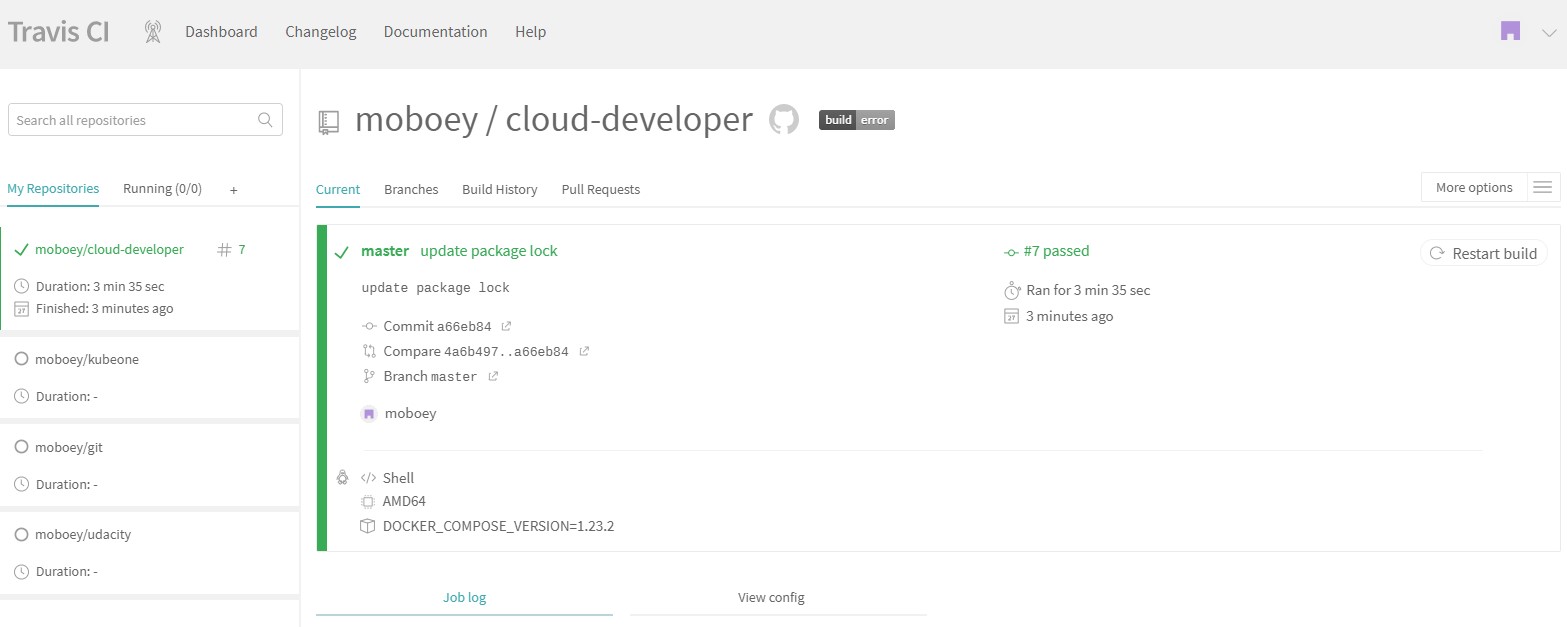 Travis CI Dashboard Changelog Documentation Help
Search all repositories
My Repositories Running (0/0) +
moboey/cloud-developer # 7
Duration: 3 min 35 sec
Finished: 3 minutes ago
moboey/kubeone
Duration: -
moboey/git
Duration: -
moboey/udacity
Duration: -
moboey / cloud-developer build error
Current Branches Build History Pull Requests More options
master update package lock #7 passed Restart build
update package lock Ran for 3 min 35 sec
3 minutes ago
Commit a66eb84
Compare 4a6b497..a66eb84
Branch master
moboey
</> Shell
AMD64
DOCKER_COMPOSE_VERSION=1.23.2
Job log View config